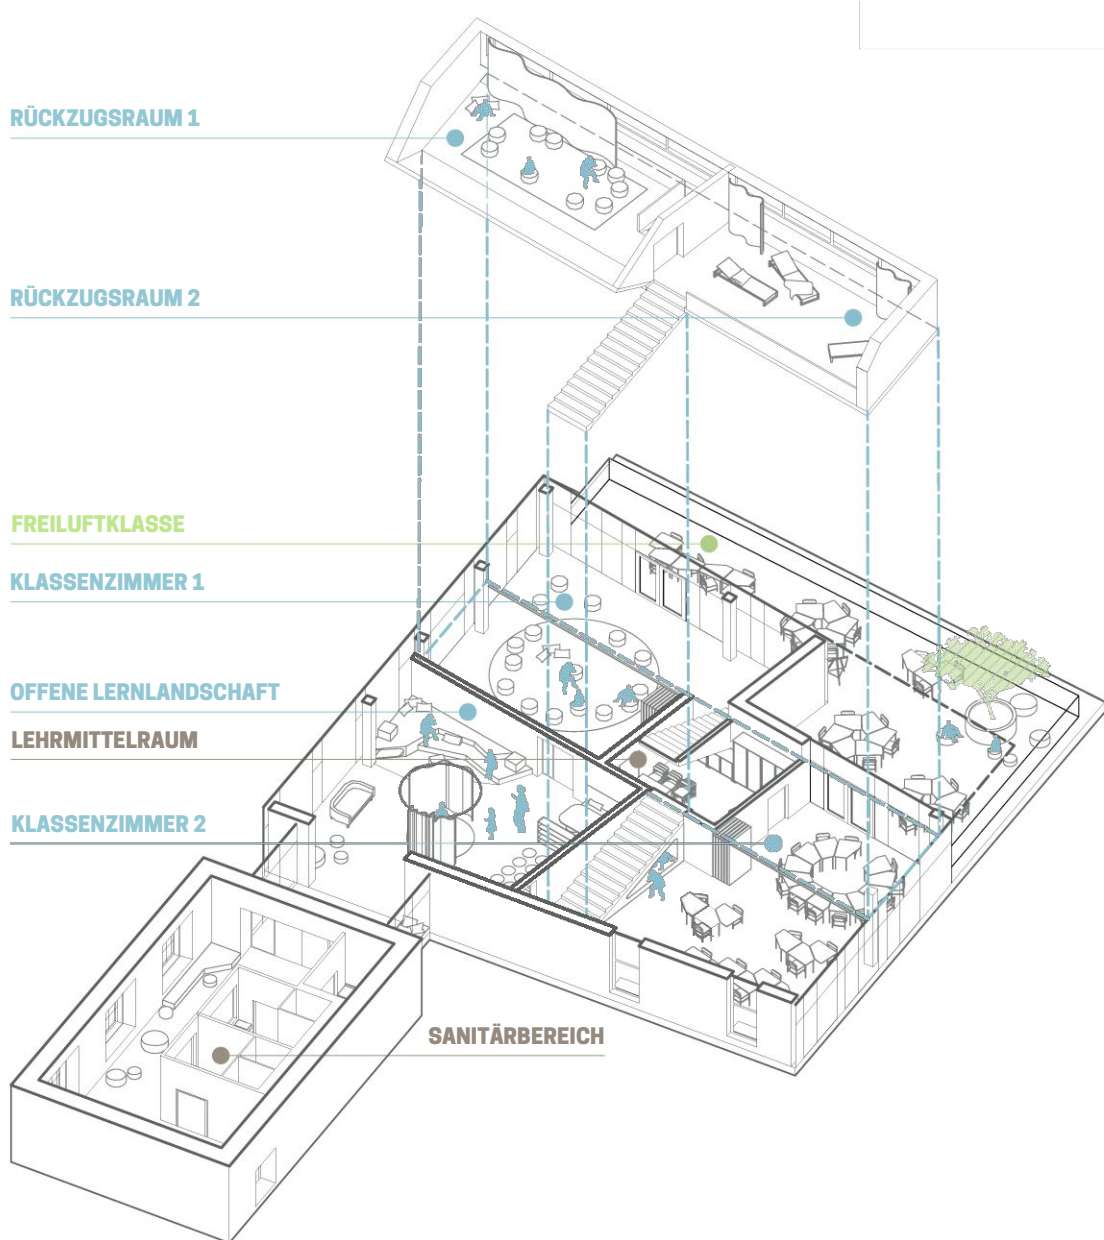 RÜCKZUGSRAUM 1
RÜCKZUGSRAUM 2
FREILUFTKLASSE
KLASSENZIMMER 1
OFFENE LERNLANDSCHAFT
LEHRMITTELRAUM
KLASSENZIMMER 2
SANITÄRBEREICH